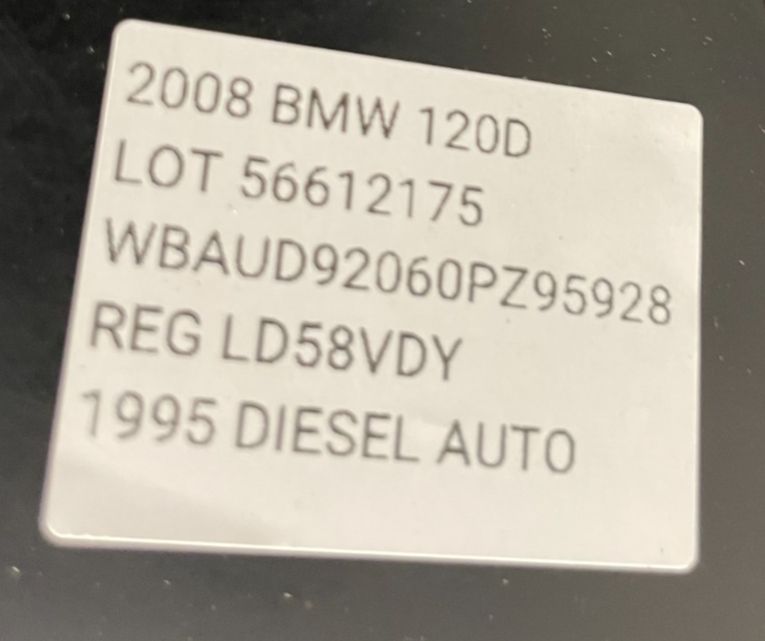 2008 BMW 120D
LOT 56612175
WBAUD92060PZ95928
REG LD58VDY
1995 DIESEL AUTO